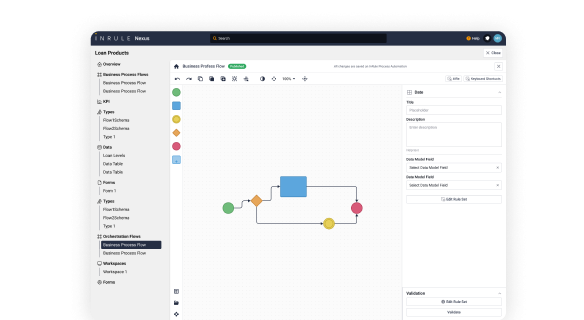 INRULE Nexus
Search
Help
Loan Products
Close
Overview
Business Process Flows
Business Process Flow
Business Process Flow
KPI
Types
Flow1Schema
Flow2Schema
Type 1
Data
Loan Levels
Data Table
Data Table
Forms
Form 1
Types
Flow1Schema
Flow2Schema
Type 1
Orchestration Flows
Business Process Flow
Business Process Flow
Workspaces
Workspace 1
Forms
Business Profess Flow
Published
All changes are saved on InRule Process Automation
100%
KPIs
Keyboard Shortcuts
Data
Title
Placeholder
Description
Enter description
Data Model Field
Select Data Model Field
Data Model Field
Select Data Model Field
Edit Rule Set
Validation
Edit Rule Set
Validate